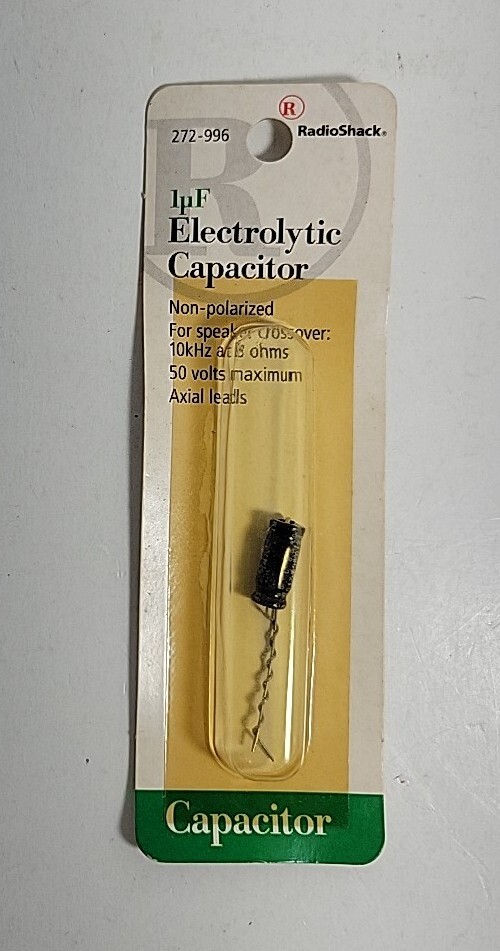 R
272-996
RadioShack®
1µF
Electrolytic
Capacitor
Non-polarized
For speaker crossover:
10kHz at 8 ohms
50 volts maximum
Axial leads
Capacitor